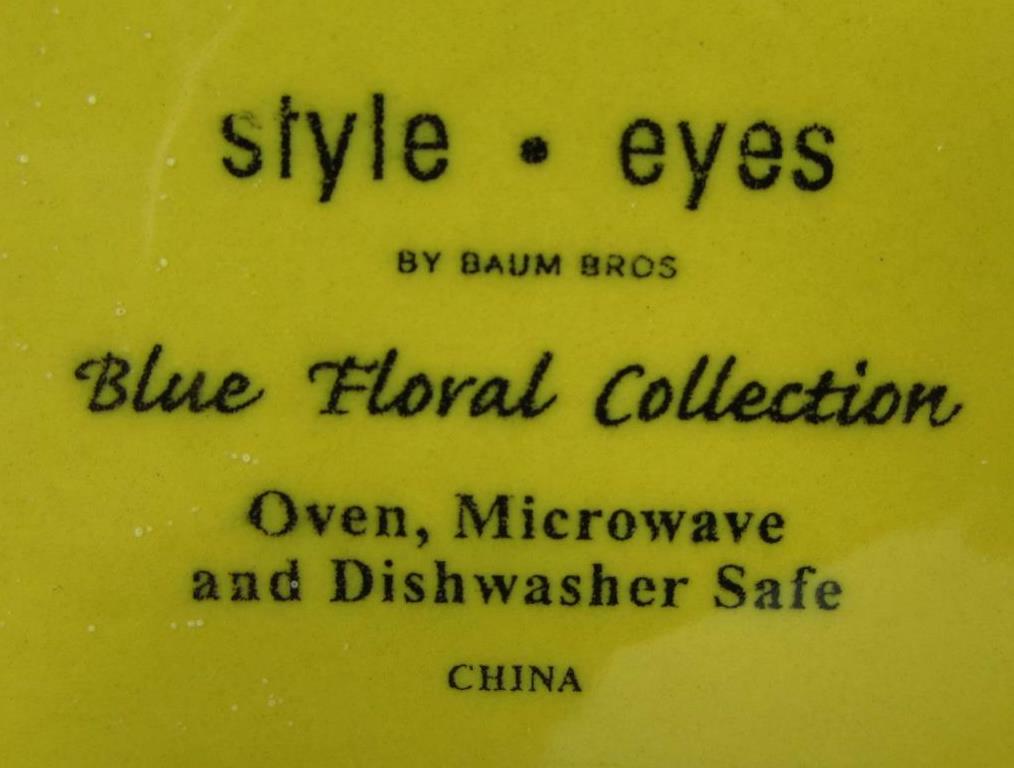 style • eyes
BY BAUM BROS
Blue Floral Collection
Oven, Microwave
and Dishwasher Safe
CHINA